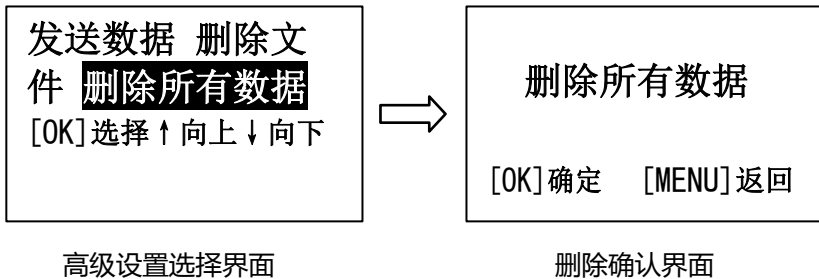 发送数据 删除文
件 删除所有数据
[OK]选择↑向上↓向下
删除所有数据
[OK]确定 [MENU]返回
高级设置选择界面
删除确认界面